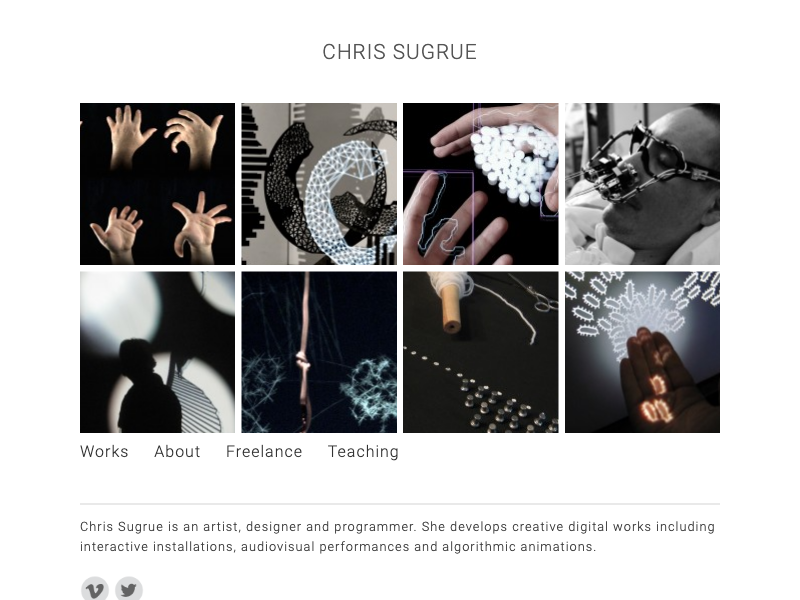 CHRIS SUGRUE
Works About Freelance Teaching
Chris Sugrue is an artist, designer and programmer. She develops creative digital works including
interactive installations, audiovisual performances and algorithmic animations.